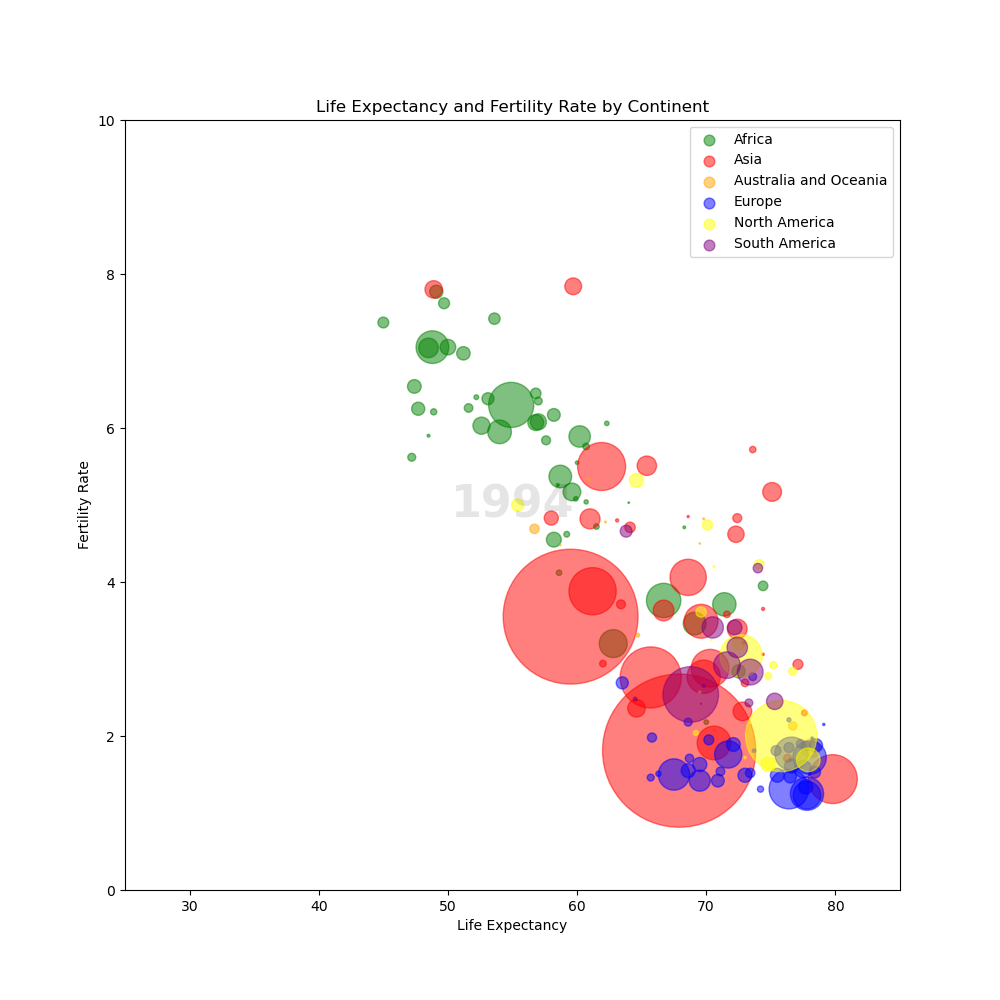 Life Expectancy and Fertility Rate by Continent
10
8
6
4
2
0
Fertility Rate
1994
Africa
Asia
Australia and Oceania
Europe
North America
South America
30 40 50 60 70 80
Life Expectancy